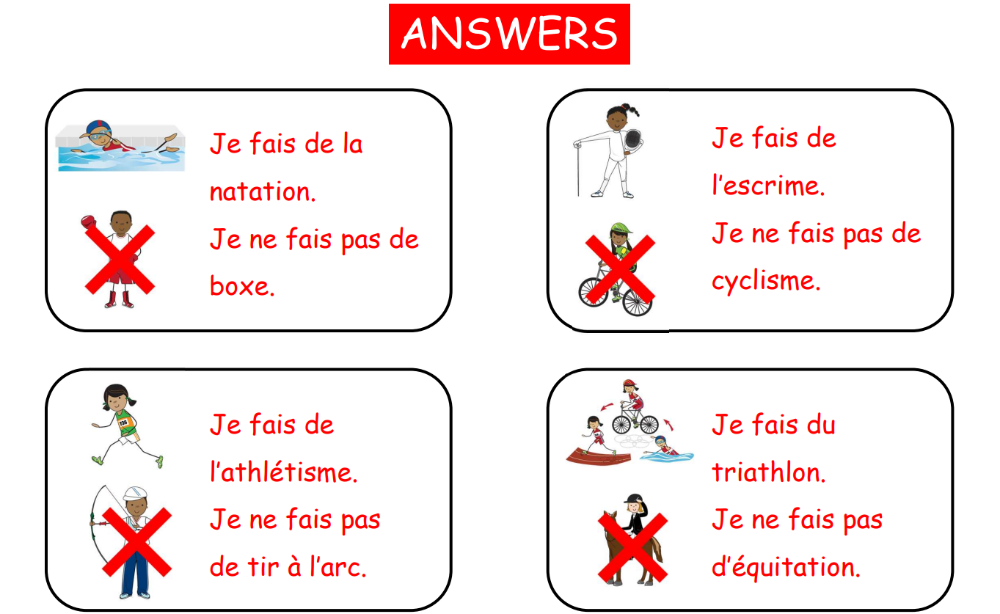 ANSWERS
Je fais de la
natation.
Je ne fais pas de
boxe.
Je fais de
l'escrime.
Je ne fais pas de
cyclisme.
Je fais de
l'athlétisme.
Je ne fais pas
de tir à l'arc.
Je fais du
triathlon.
Je ne fais pas
d'équitation.